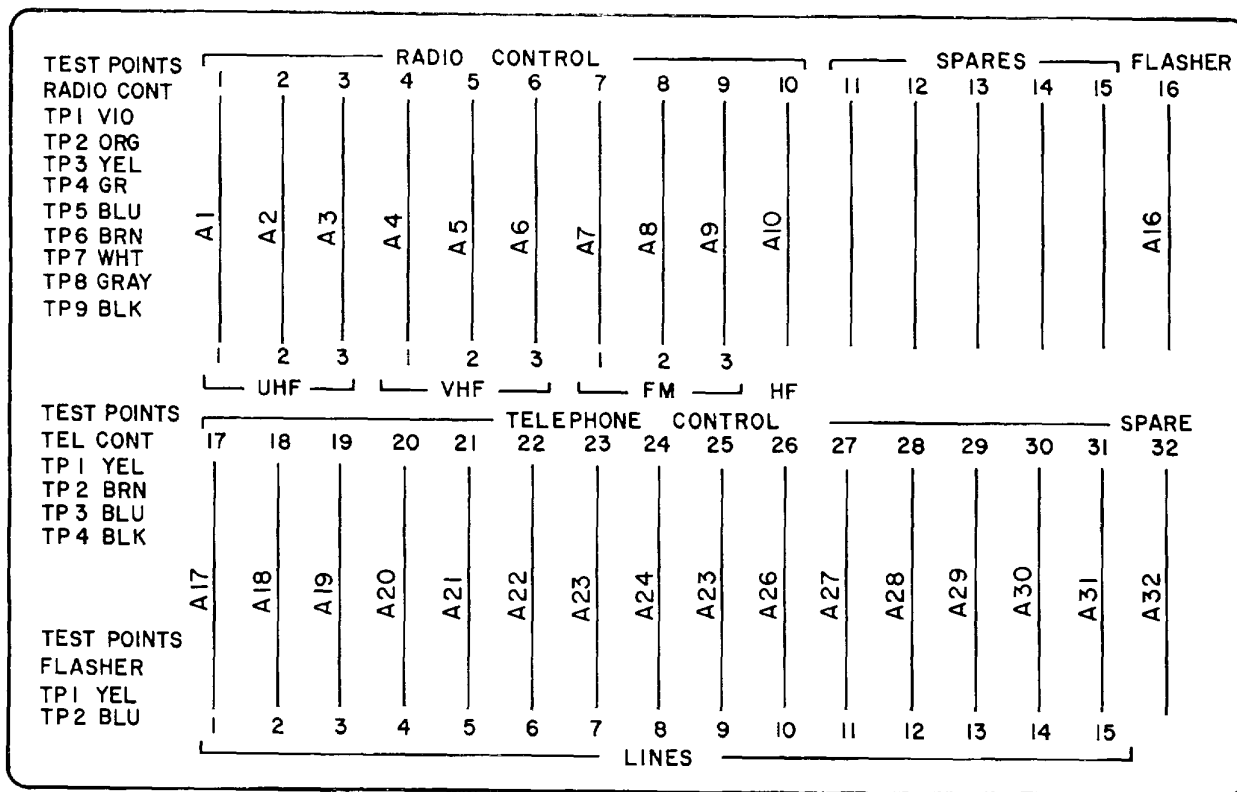 TEST POINTS RADIO CONTROL SPARES FLASHER
RADIO CONT 1 2 3 4 5 6 7 8 9 10 11 12 13 14 15 16
TP1 VIO
TP2 ORG
TP3 YEL
TP4 GR
TP5 BLU
TP6 BRN
TP7 WHT
TP8 GRAY
TP9 BLK
A1 A2 A3 A4 A5 A6 A7 A8 A9 A10 A16
1 2 3 1 2 3 1 2 3
UHF VHF FM HF
TEST POINTS TELEPHONE CONTROL SPARE
TEL CONT 17 18 19 20 21 22 23 24 25 26 27 28 29 30 31 32
TP1 YEL
TP2 BRN
TP3 BLU
TP4 BLK
A17 A18 A19 A20 A21 A22 A23 A24 A23 A26 A27 A28 A29 A30 A31 A32
TEST POINTS
FLASHER
TP1 YEL
TP2 BLU
1 2 3 4 5 6 7 8 9 10 11 12 13 14 15
LINES